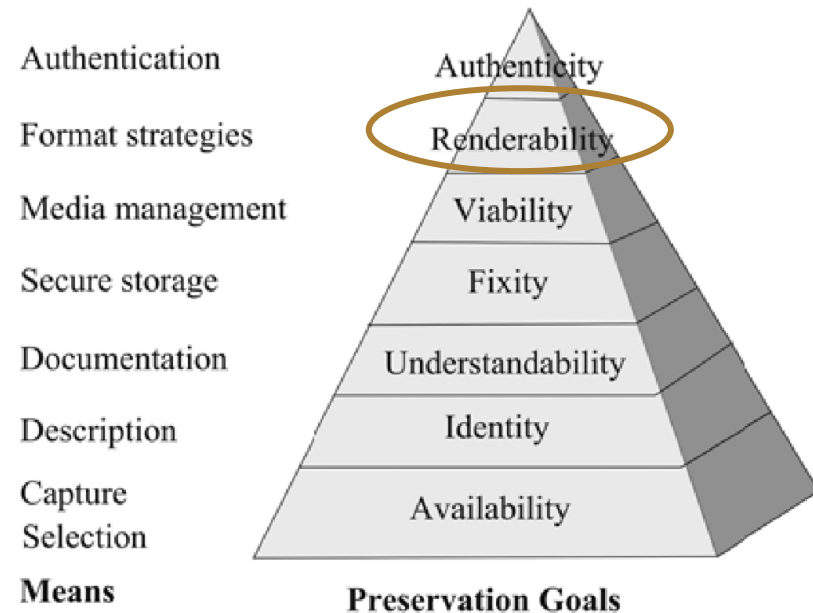 Authentication Authenticity
Format strategies Renderability
Media management Viability
Secure storage Fixity
Documentation Understandability
Description Identity
Capture Availability
Selection
Means Preservation Goals